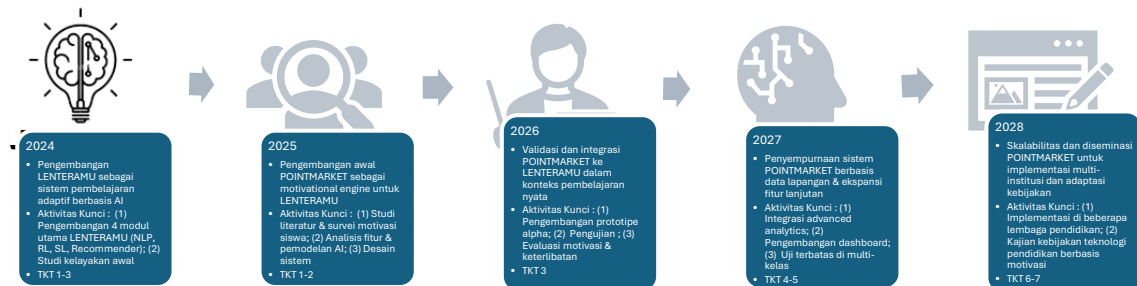 2024
• Pengembangan
LENTERAMU sebagai
sistem pembelajaran
adaptif berbasis AI
• Aktivitas Kunci : (1)
Pengembangan 4 modul
utama LENTERAMU (NLP,
RL, SL, Recommender); (2)
Studi kelayakan awal
• TKT 1-3
2025
• Pengembangan awal
POINTMARKET sebagai
motivational engine untuk
LENTERAMU
• Aktivitas Kunci : (1) Studi
literatur & survei motivasi
siswa; (2) Analisis fitur &
pemodelan AI; (3) Desain
sistem
• TKT 1-2
2026
• Validasi dan integrasi
POINTMARKET ke
LENTERAMU dalam
konteks pembelajaran
nyata
• Aktivitas Kunci : (1)
Pengembangan prototipe
alpha; (2) Pengujian ; (3)
Evaluasi motivasi &
keterlibatan
• TKT 3
2027
• Penyempurnaan sistem
POINTMARKET berbasis
data lapangan & ekspansi
fitur lanjutan
• Aktivitas Kunci : (1)
Integrasi advanced
analytics; (2)
Pengembangan dashboard;
(3) Uji terbatas di multi-
kelas
• TKT 4-5
2028
• Skalabilitas dan diseminasi
POINTMARKET untuk
implementasi multi-
institusi dan adaptasi
kebijakan
• Aktivitas Kunci : (1)
Implementasi di beberapa
lembaga pendidikan; (2)
Kajian kebijakan teknologi
pendidikan berbasis
motivasi
• TKT 6-7